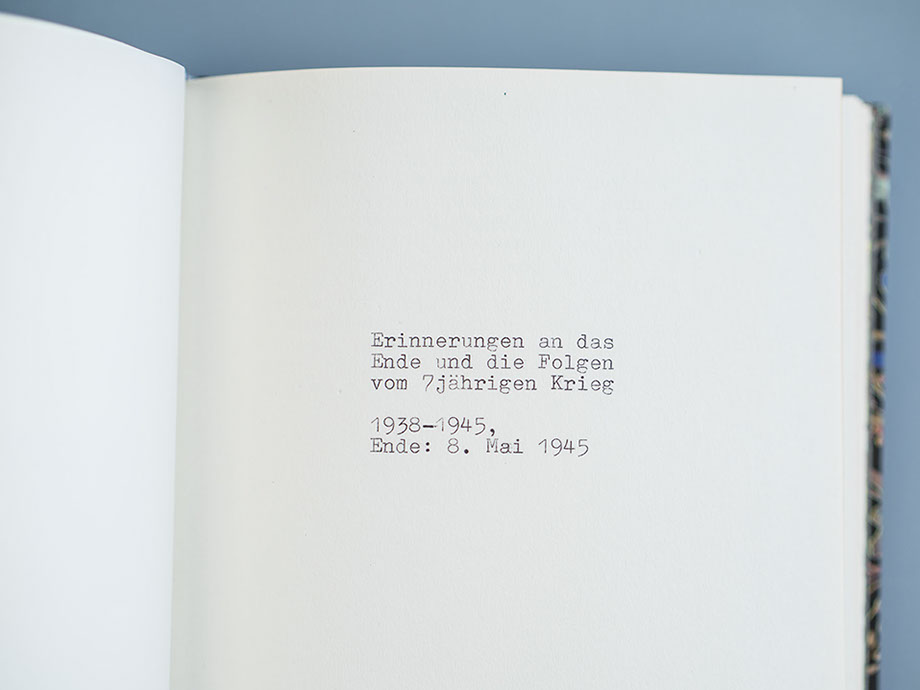 Erinnerungen an das
Ende und die Folgen
vom 7jährigen Krieg
1938-1945,
Ende: 8. Mai 1945